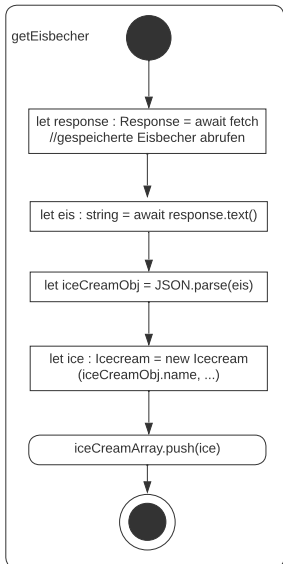 getEisbecher
let response : Response = await fetch
//gespeicherte Eisbecher abrufen
let eis : string = await response.text()
let iceCreamObj = JSON.parse(eis)
let ice : Icecream = new Icecream
(iceCreamObj.name, ...)
iceCreamArray.push(ice)